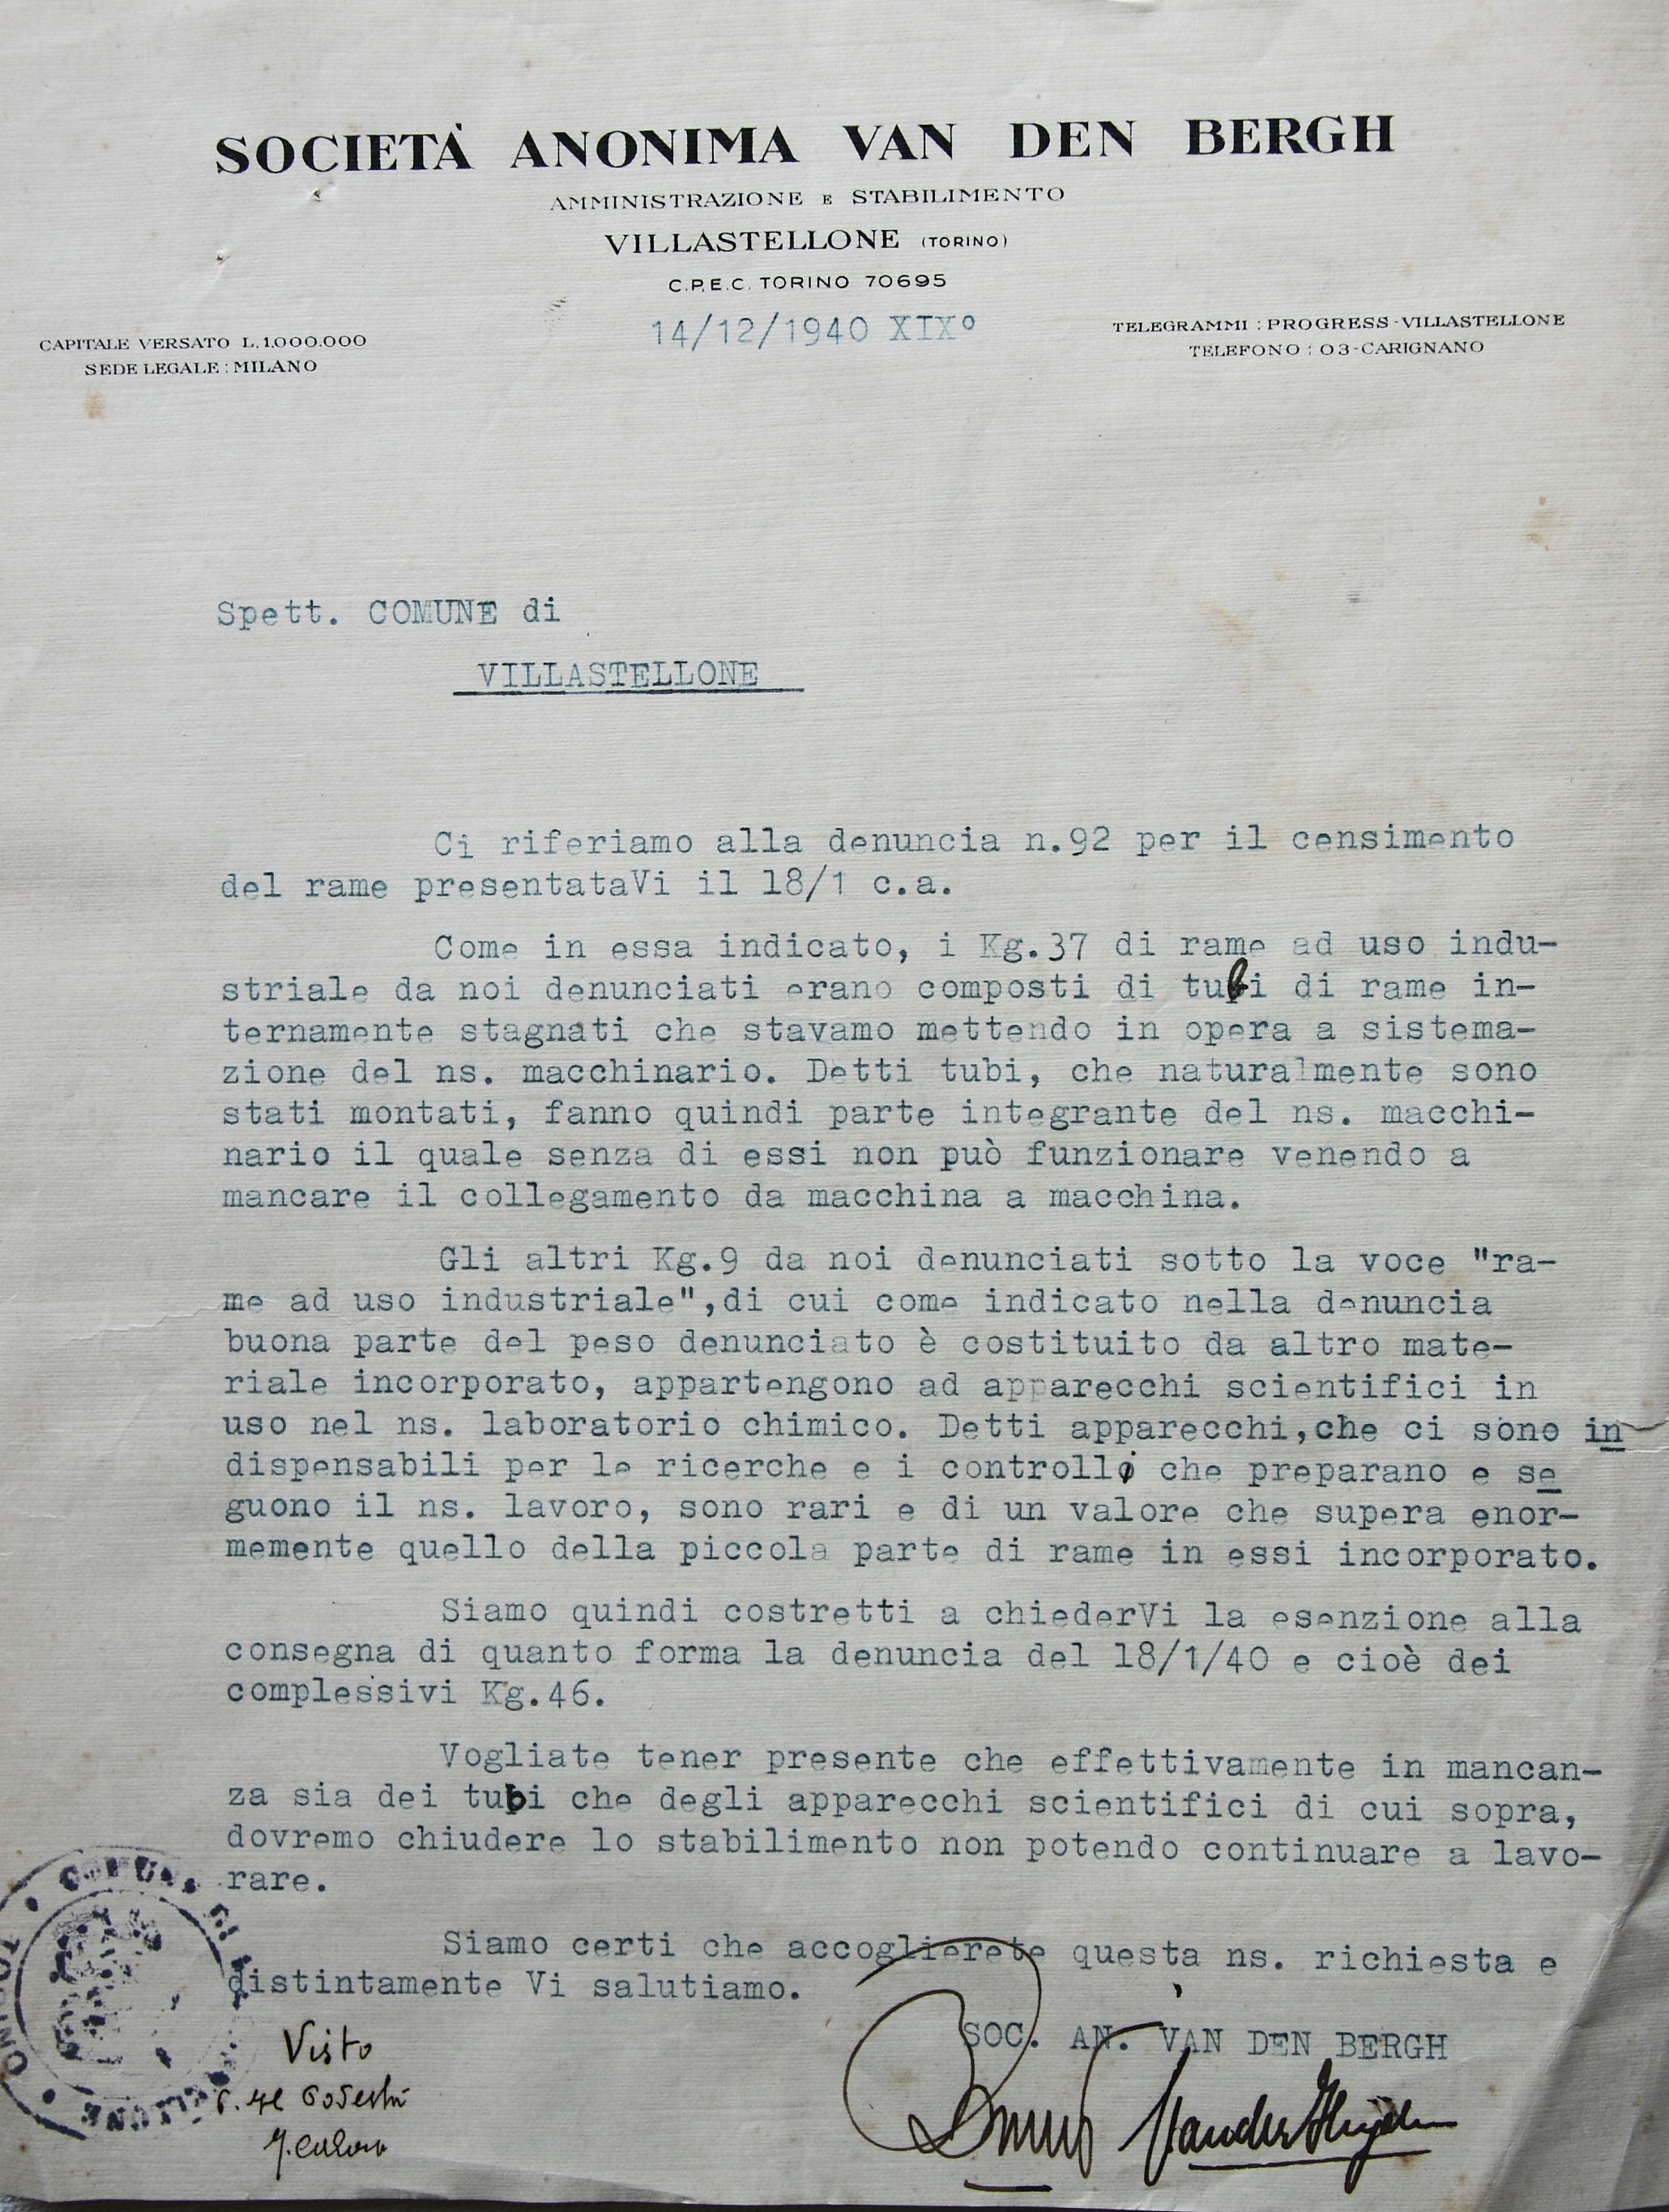 SOCIETÀ ANONIMA VAN DEN BERGH
AMMINISTRAZIONE E STABILIMENTO
VILLASTELLONE (TORINO)
C.P.E.C. TORINO 70695
14/12/1940 XIXº
CAPITALE VERSATO L. 1.000.000
SEDE LEGALE : MILANO
TELEGRAMMI : PROGRESS - VILLASTELLONE
TELEFONO : 03 - CARIGNANO
Spett. COMUNE di
VILLASTELLONE
Ci riferiamo alla denuncia n.92 per il censimento
del rame presentataVi il 18/1 c.a.
Come in essa indicato, i Kg.37 di rame ad uso indu-
striale da noi denunciati erano composti di tubi di rame in-
ternamente stagnati che stavamo mettendo in opera a sistema-
zione del ns. macchinario. Detti tubi, che naturalmente sono
stati montati, fanno quindi parte integrante del ns. macchi-
nario il quale senza di essi non può funzionare venendo a
mancare il collegamento da macchina a macchina.
Gli altri Kg.9 da noi denunciati sotto la voce "ra-
me ad uso industriale",di cui come indicato nella denuncia
buona parte del peso denunciato è costituito da altro mate-
riale incorporato, appartengono ad apparecchi scientifici in
uso nel ns. laboratorio chimico. Detti apparecchi,che ci sono in
dispensabili per le ricerche e i controlli che preparano e se
guono il ns. lavoro, sono rari e di un valore che supera enor-
memente quello della piccola parte di rame in essi incorporato.
Siamo quindi costretti a chiederVi la esenzione alla
consegna di quanto forma la denuncia del 18/1/40 e cioè dei
complessivi Kg.46.
Vogliate tener presente che effettivamente in mancan-
za sia dei tubi che degli apparecchi scientifici di cui sopra,
dovremo chiudere lo stabilimento non potendo continuare a lavo-
rare.
Siamo certi che accoglierete questa ns. richiesta e
distintamente Vi salutiamo.
SOC. AN. VAN DEN BERGH
COMUNE DI
Visto
Podestà